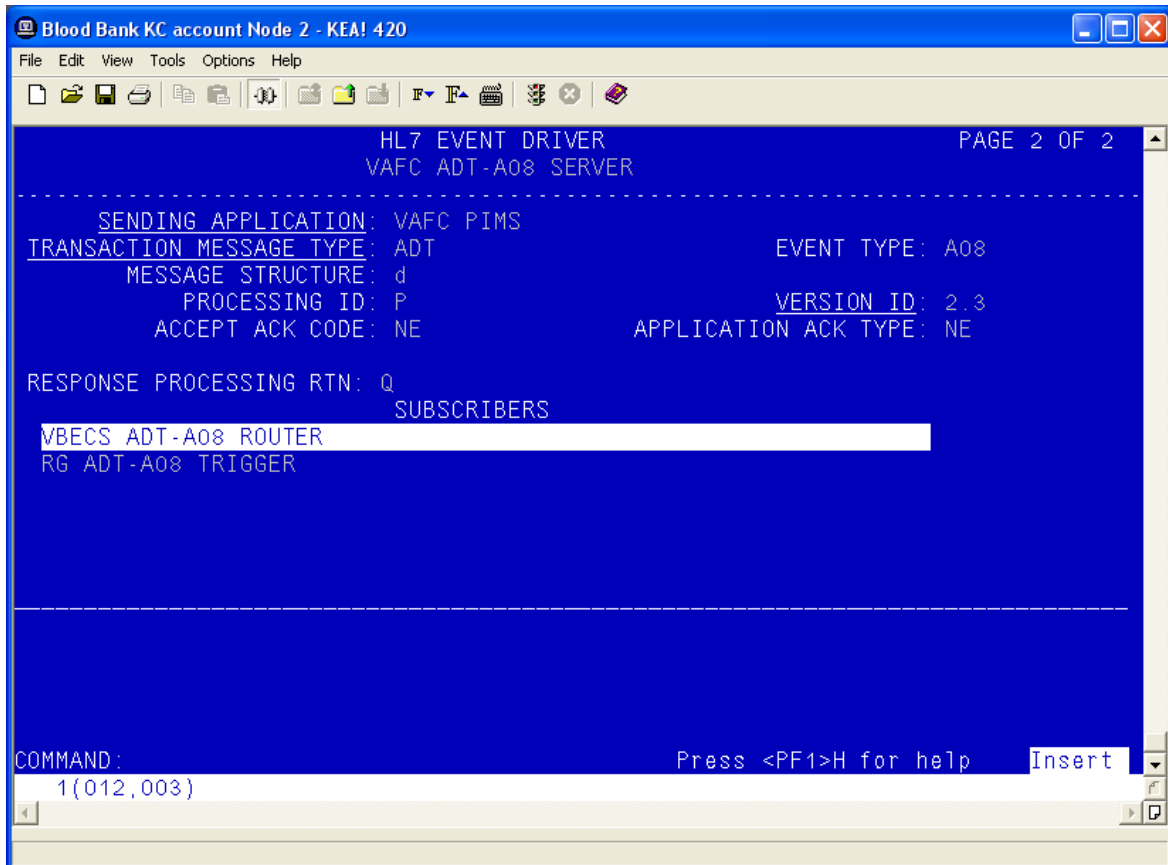 Blood Bank KC account Node 2 - KEA! 420
File Edit View Tools Options Help
HL7 EVENT DRIVER PAGE 2 OF 2
VAFC ADT-A08 SERVER
SENDING APPLICATION: VAFC PIMS
TRANSACTION MESSAGE TYPE: ADT EVENT TYPE: A08
MESSAGE STRUCTURE: d
PROCESSING ID: P VERSION ID: 2.3
ACCEPT ACK CODE: NE APPLICATION ACK TYPE: NE
RESPONSE PROCESSING RTN: Q
SUBSCRIBERS
VBECS ADT-A08 ROUTER
RG ADT-A08 TRIGGER
COMMAND: Press <PF1>H for help Insert
1(012,003)